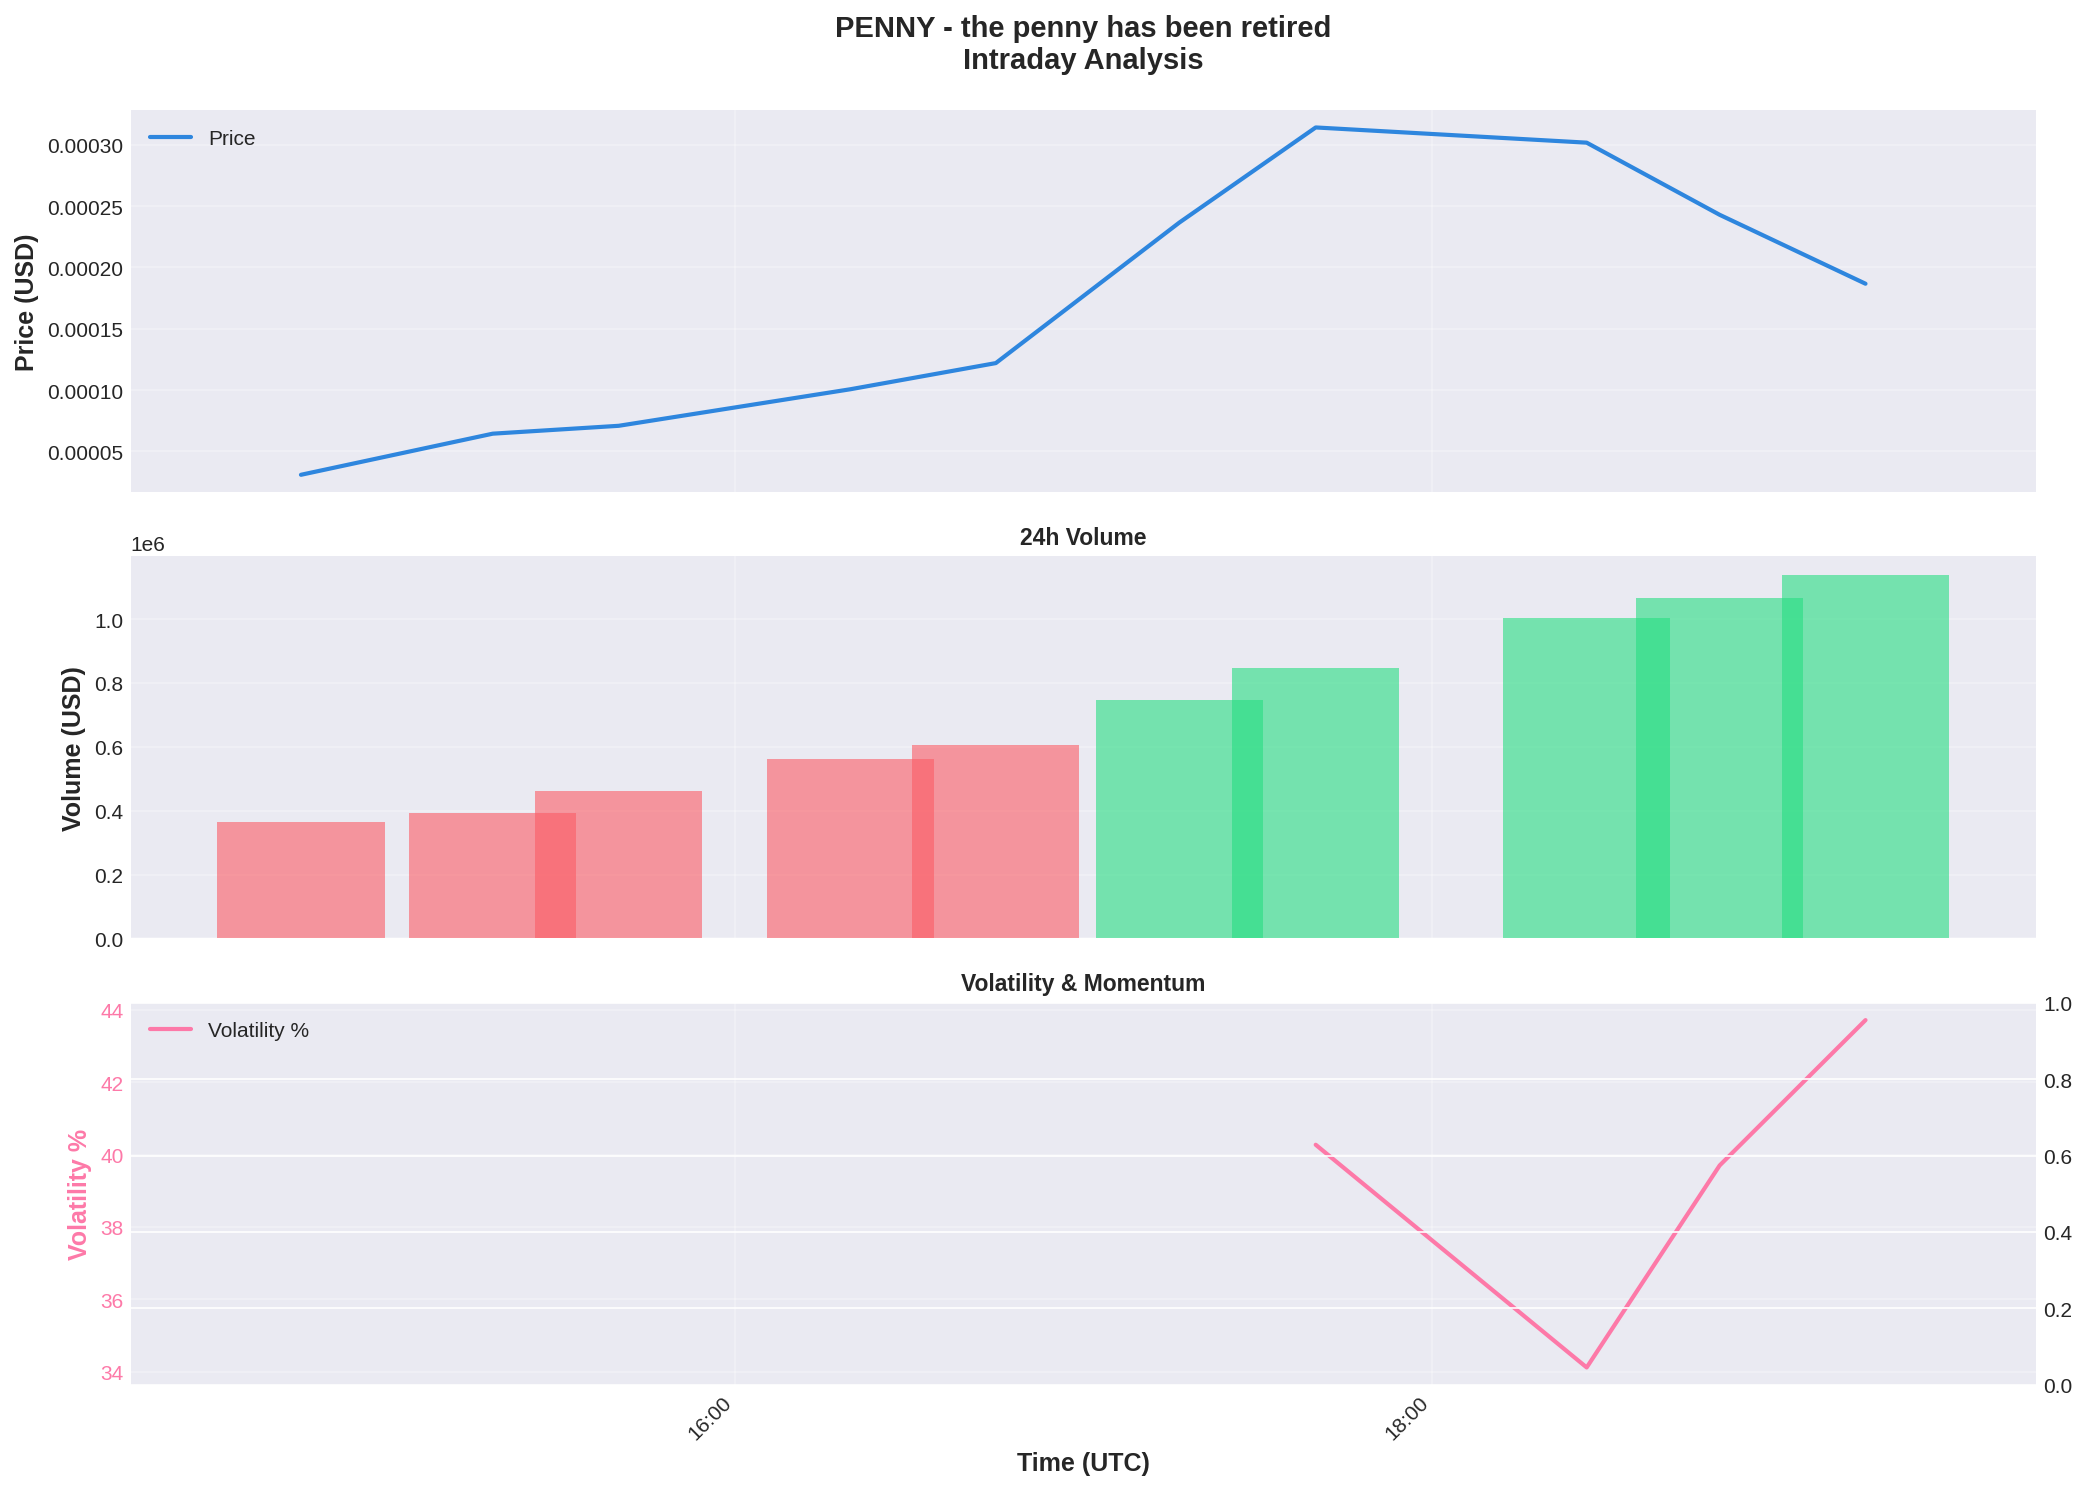 PENNY - the penny has been retired
Intraday Analysis
Price
0.00030
0.00025
0.00020
0.00015
0.00010
0.00005
Price (USD)
24h Volume
1e6
1.0
0.8
0.6
0.4
0.2
0.0
Volume (USD)
Volatility & Momentum
Volatility %
44
42
40
38
36
34
Volatility %
1.0
0.8
0.6
0.4
0.2
0.0
16:00
18:00
Time (UTC)